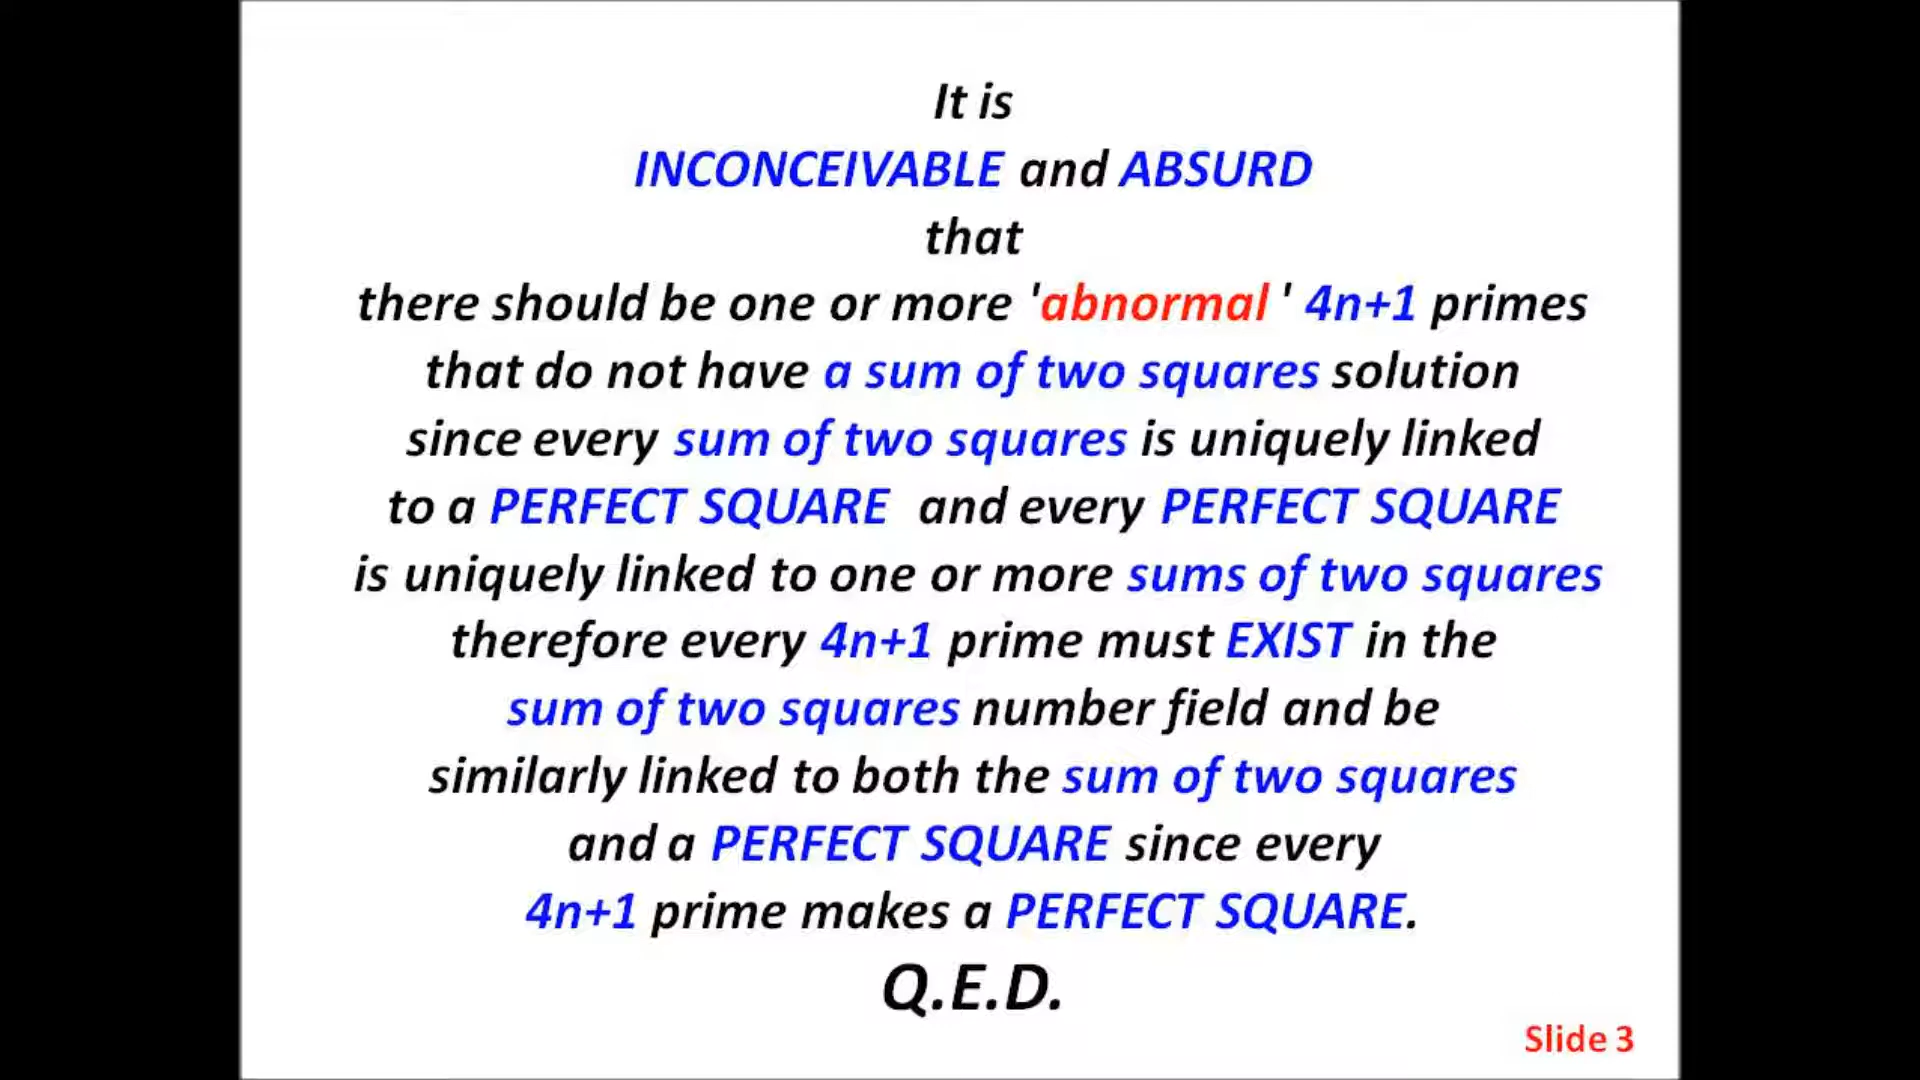 It is
INCONCEIVABLE and ABSURD
that
there should be one or more 'abnormal ' 4n+1 primes
that do not have a sum of two squares solution
since every sum of two squares is uniquely linked
to a PERFECT SQUARE  and every PERFECT SQUARE
is uniquely linked to one or more sums of two squares
therefore every 4n+1 prime must EXIST in the
sum of two squares number field and be
similarly linked to both the sum of two squares
and a PERFECT SQUARE since every
4n+1 prime makes a PERFECT SQUARE.
Q.E.D.
Slide 3